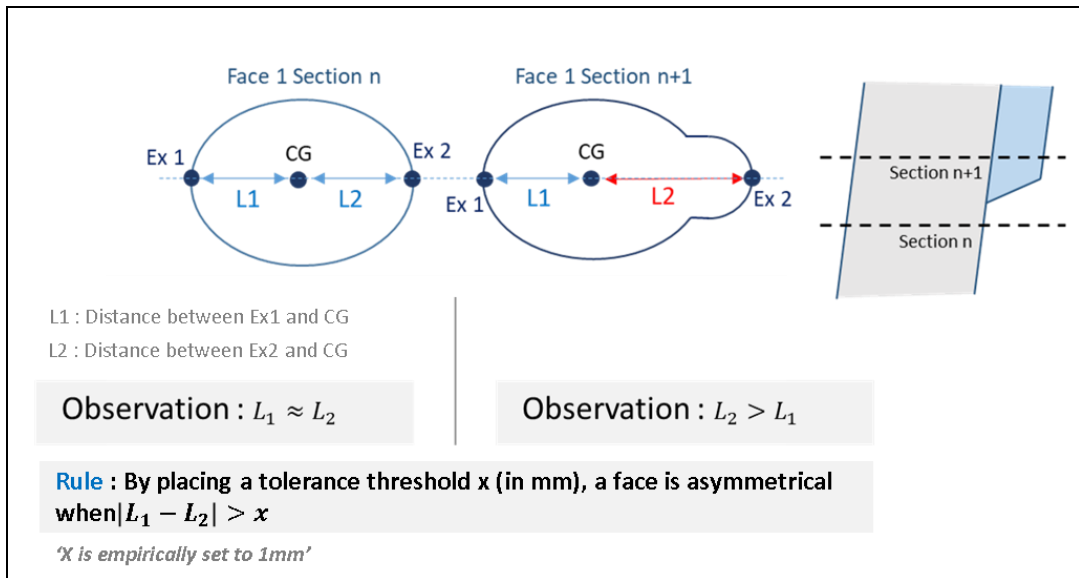 Face 1 Section n
Face 1 Section n+1
Ex 1
CG
Ex 2
L1
L2
Ex 1
CG
L1
L2
Ex 2
Section n+1
Section n
L1 : Distance between Ex1 and CG
L2 : Distance between Ex2 and CG
Observation : L₁ ≈ L₂
Observation : L₂ > L₁
Rule : By placing a tolerance threshold x (in mm), a face is asymmetrical
when|L₁ − L₂| > x
‘X is empirically set to 1mm’